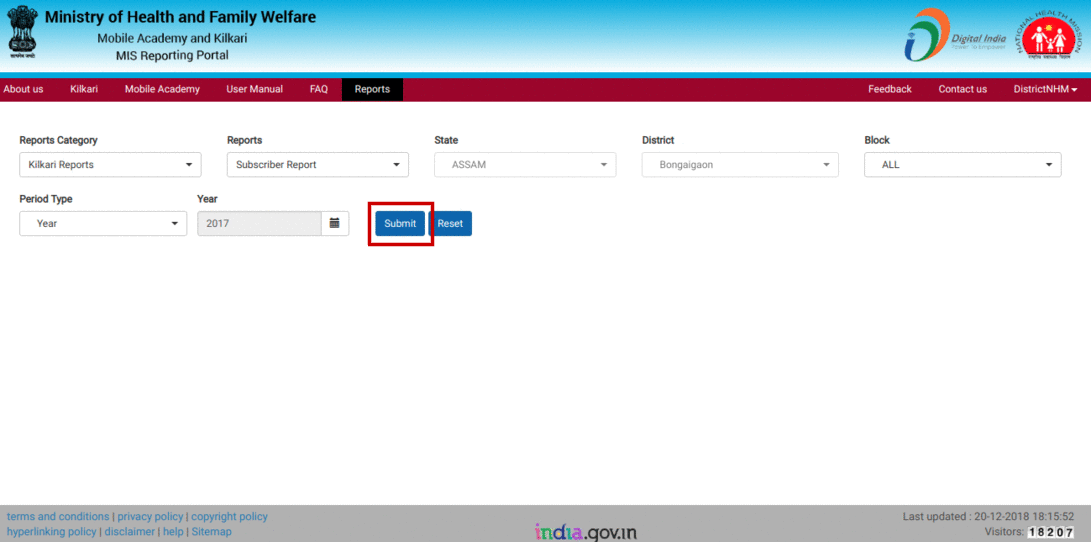 Ministry of Health and Family Welfare
Mobile Academy and Kilkari
MIS Reporting Portal
Digital India
Power To Empower
NATIONAL HEALTH MISSION
About us Kilkari Mobile Academy User Manual FAQ Reports Feedback Contact us DistrictNHM
Reports Category Reports State District Block
Kilkari Reports Subscriber Report ASSAM Bongaigaon ALL
Period Type Year
Year 2017 Submit Reset
terms and conditions | privacy policy | copyright policy
hyperlinking policy | disclaimer | help | Sitemap
india.gov.in
Last updated : 20-12-2018 18:15:52
Visitors: 18207